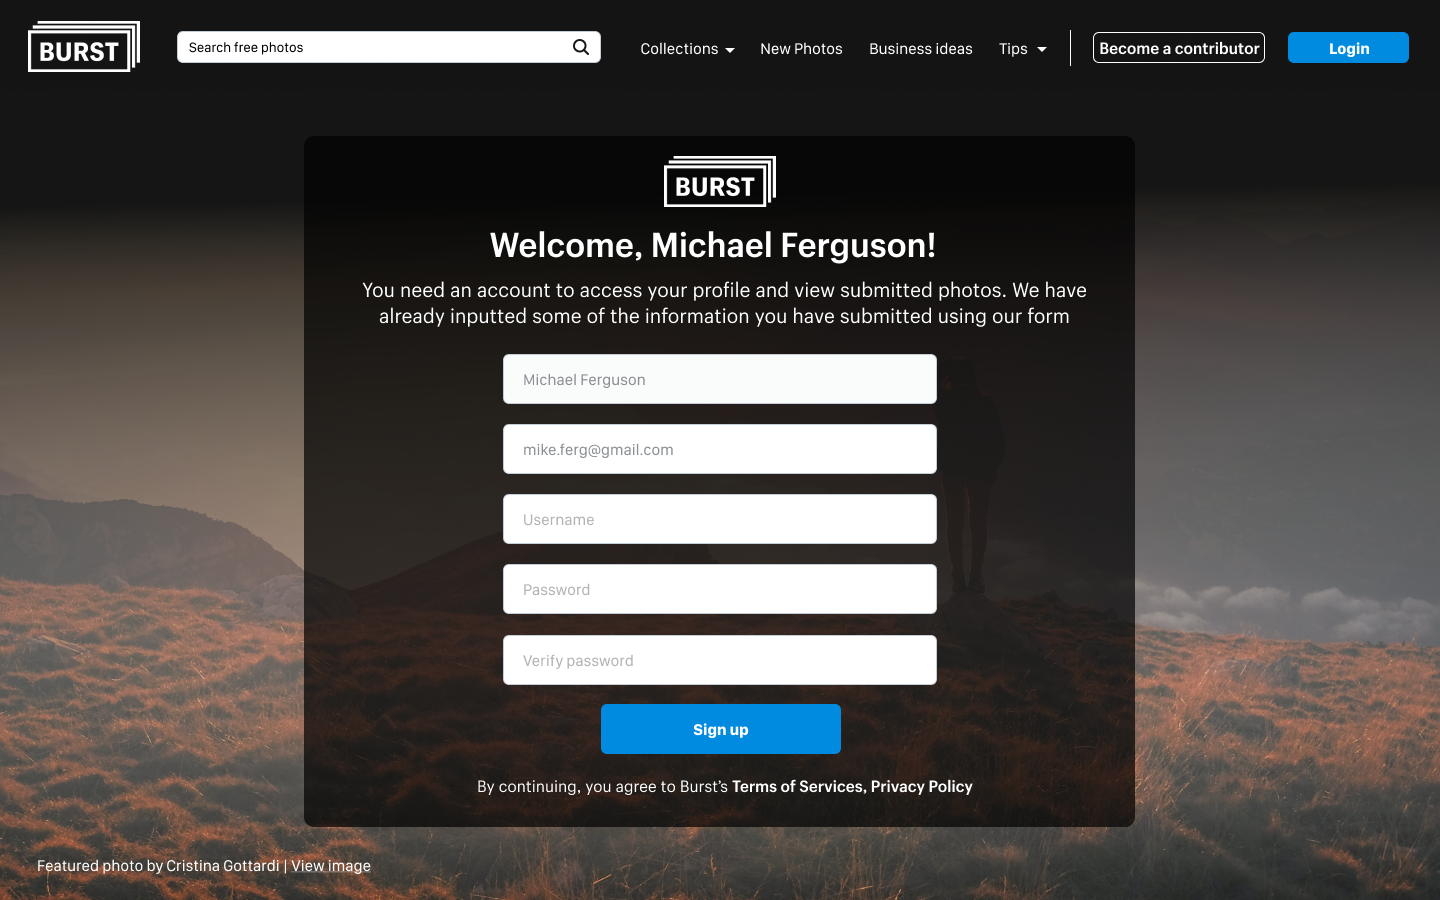 BURST
Search free photos
Collections
New Photos
Business ideas
Tips
Become a contributor
Login
BURST
Welcome, Michael Ferguson!
You need an account to access your profile and view submitted photos. We have
already inputted some of the information you have submitted using our form
Michael Ferguson
mike.ferg@gmail.com
Username
Password
Verify password
Sign up
By continuing, you agree to Burst’s Terms of Services, Privacy Policy
Featured photo by Cristina Gottardi | View image